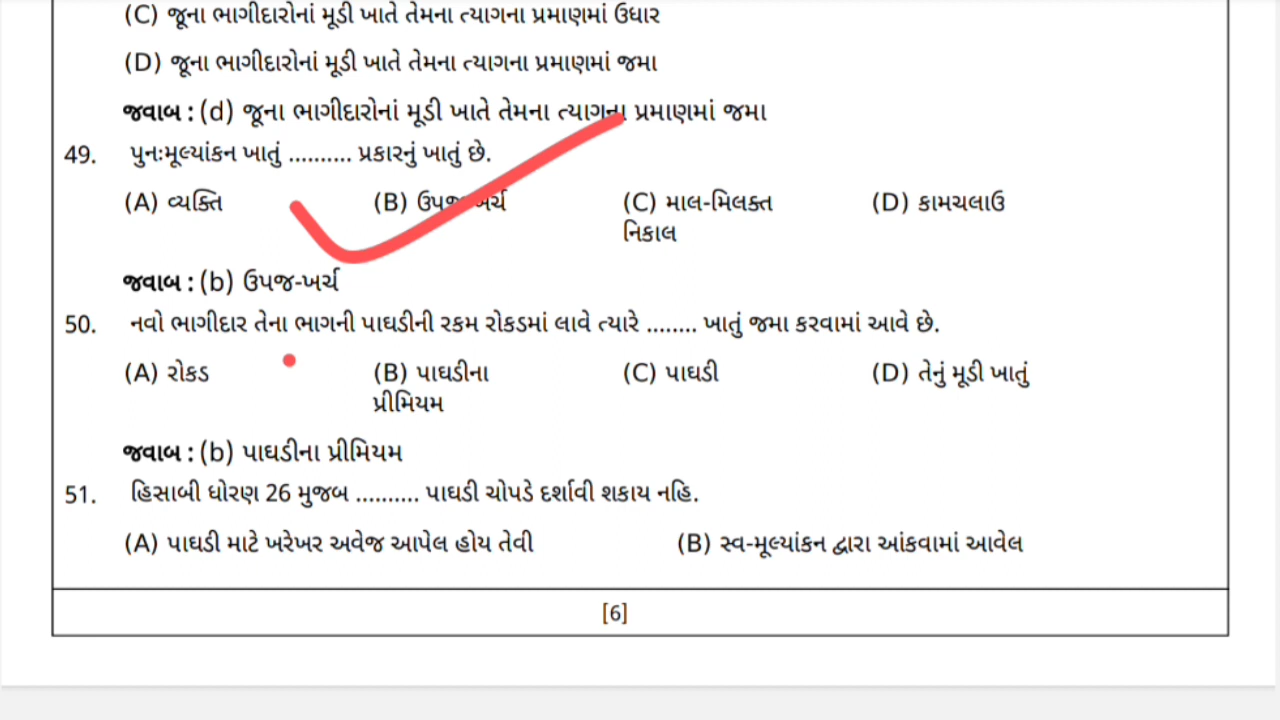 (C) જૂના ભાગીદારોનાં મૂડી ખાતે તેમના ત્યાગના પ્રમાણમાં ઉધાર
(D) જૂના ભાગીદારોનાં મૂડી ખાતે તેમના ત્યાગના પ્રમાણમાં જમા
જવાબ : (d) જૂના ભાગીદારોનાં મૂડી ખાતે તેમના ત્યાગના પ્રમાણમાં જમા
49. પુનઃમૂલ્યાંકન ખાતું .......... પ્રકારનું ખાતું છે.
(A) વ્યક્તિ (B) ઉપજ-ખર્ચ (C) માલ-મિલક્ત (D) કામચલાઉ
નિકાલ
જવાબ : (b) ઉપજ-ખર્ચ
50. નવો ભાગીદાર તેના ભાગની પાઘડીની રકમ રોકડમાં લાવે ત્યારે ........ ખાતું જમા કરવામાં આવે છે.
(A) રોકડ (B) પાઘડીના (C) પાઘડી (D) તેનું મૂડી ખાતું
પ્રીમિયમ
જવાબ : (b) પાઘડીના પ્રીમિયમ
51. હિસાબી ધોરણ 26 મુજબ .......... પાઘડી ચોપડે દર્શાવી શકાય નહિ.
(A) પાઘડી માટે ખરેખર અવેજ આપેલ હોય તેવી (B) સ્વ-મૂલ્યાંકન દ્વારા આંકવામાં આવેલ
[6]